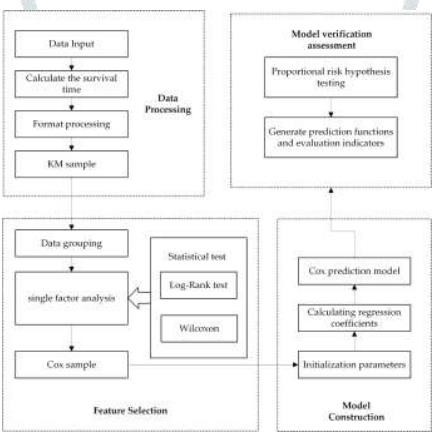 Data Input
Calculate the survival
time
Format processing
KM sample
Data
Processing
Model verification
assessment
Proportional risk hypothesis
testing
Generate prediction functions
and evaluation indicators
Data grouping
single factor analysis
Cox sample
Statistical test
Log-Rank test
Wilcoxon
Feature Selection
Cox prediction model
Calculating regression
coefficients
Initialization parameters
Model
Construction